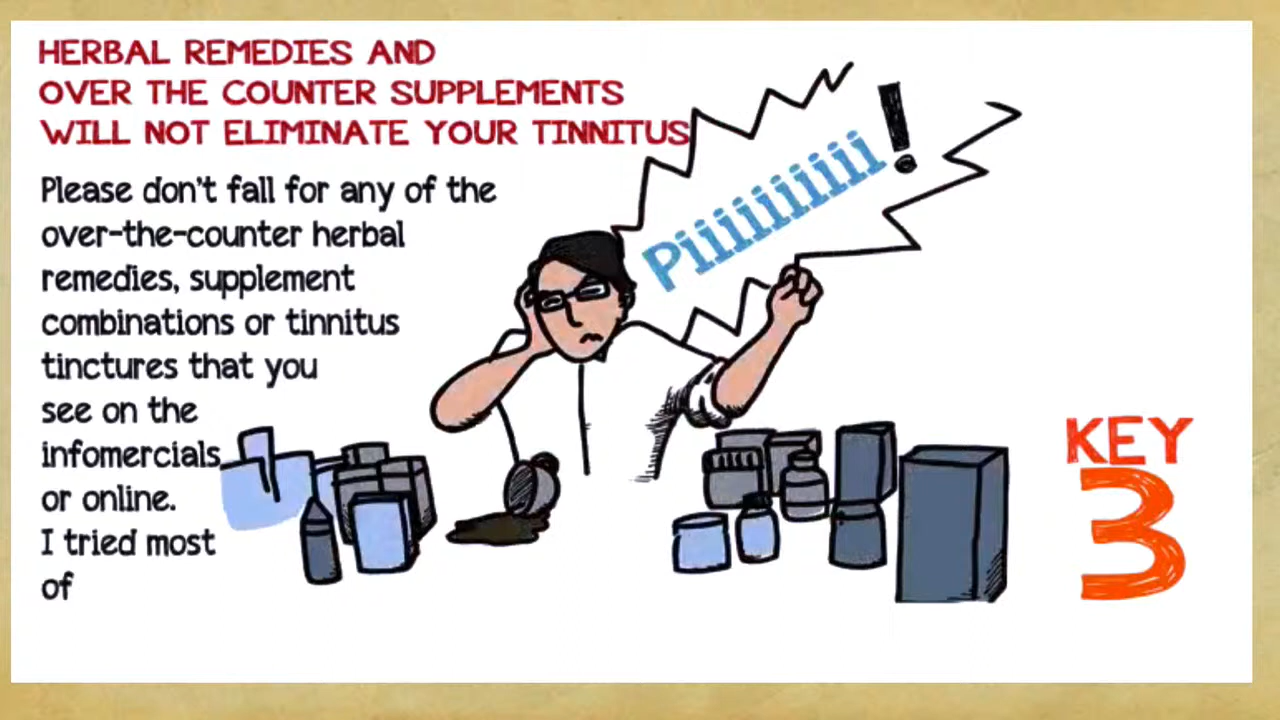 HERBAL REMEDIES AND
OVER THE COUNTER SUPPLEMENTS
WILL NOT ELIMINATE YOUR TINNITUS
Please don't fall for any of the
over-the-counter herbal
remedies, supplement
combinations or tinnitus
tinctures that you
see on the
infomercials
or online.
I tried most
of
Piiiiiiiiii!
KEY
3